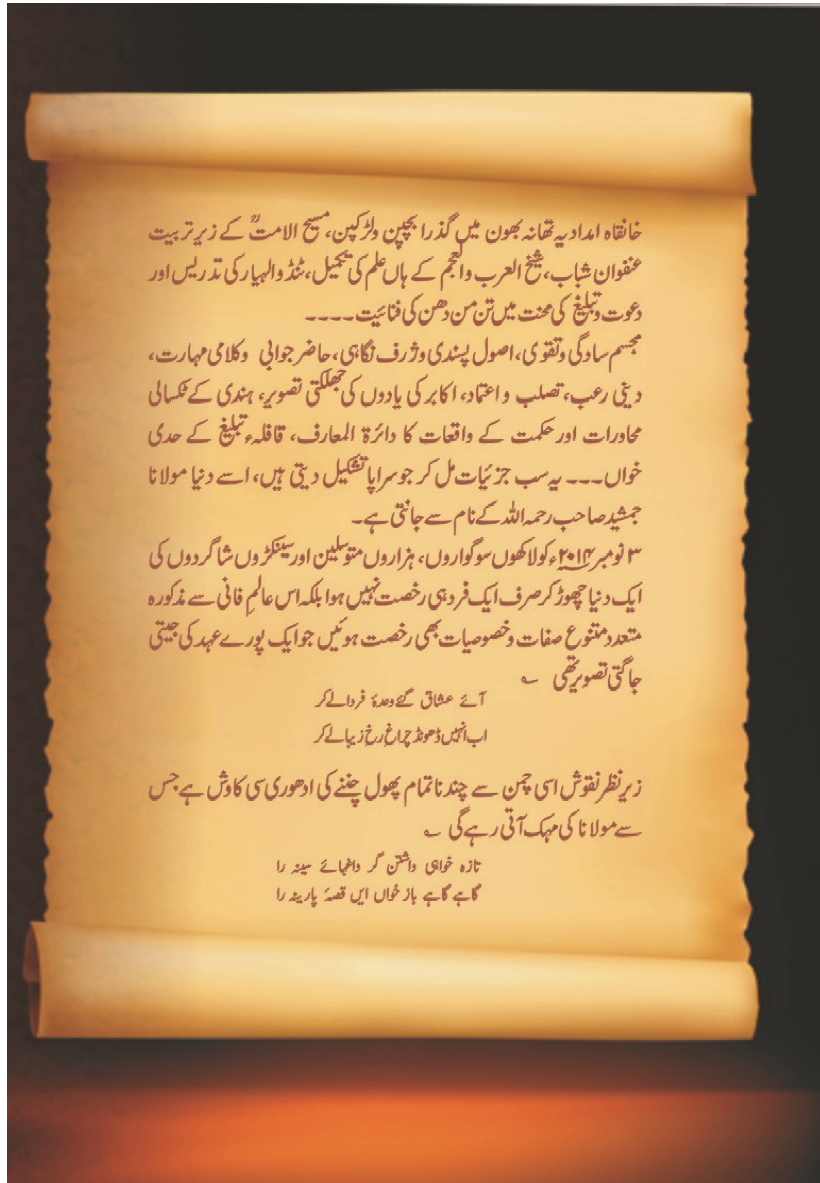 خانقاہ امدادیہ تھانہ بھون میں گذرا بچپن ولڑکپن، مسیح الامتؒ کے زیر تربیت
عنفوان شباب، شیخ العرب والعجم کے ہاں علم کی تکمیل، ٹنڈوالہیار کی تدریس اور
دعوت وتبلیغ کی محنت میں تن من دھن کی فنائیت۔۔۔۔
مجسم سادگی وتقویٰ، اصول پسندی وژرف نگاہی، حاضر جوابی وکلامی مہارت،
دینی رعب، تصلب و اعتماد، اکابر کی یادوں کی جھلکتی تصویر، ہندی کے ٹکسالی
محاورات اور حکمت کے واقعات کا دائرۃ المعارف، قافلہء تبلیغ کے حدی
خواں۔۔۔ یہ سب جزئیات مل کر جو سراپا تشکیل دیتی ہیں، اسے دنیا مولانا
جمشید صاحب رحمہ اللہ کے نام سے جانتی ہے۔
۳ نومبر ۲۰۱۴ء کو لاکھوں سوگواروں، ہزاروں متوسلین اور سینکڑوں شاگردوں کی
ایک دنیا چھوڑ کر صرف ایک فرد ہی رخصت نہیں ہوا بلکہ اس عالمِ فانی سے مذکورہ
متعدد متنوع صفات وخصوصیات بھی رخصت ہوئیں جو ایک پورے عہد کی جیتی
جاگتی تصویر تھی ؎
آئے عشاق گئے وعدۂ فردا لے کر
اب انہیں ڈھونڈ چراغِ رخِ زیبا لے کر
زیر نظر نقوش اسی چمن سے چند ناتمام پھول چننے کی ادھوری سی کاوش ہے جس
سے مولانا کی مہک آتی رہے گی ؎
تازہ خواہی داشتن گر داغہائے سینہ را
گاہے گاہے باز خواں ایں قصۂ پارینہ را